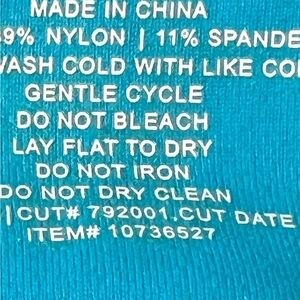 MADE IN CHINA
89% NYLON | 11% SPANDE
WASH COLD WITH LIKE CO
GENTLE CYCLE
DO NOT BLEACH
LAY FLAT TO DRY
DO NOT IRON
DO NOT DRY CLEAN
|CUT# 792001.CUT DATE
ITEM# 10736527